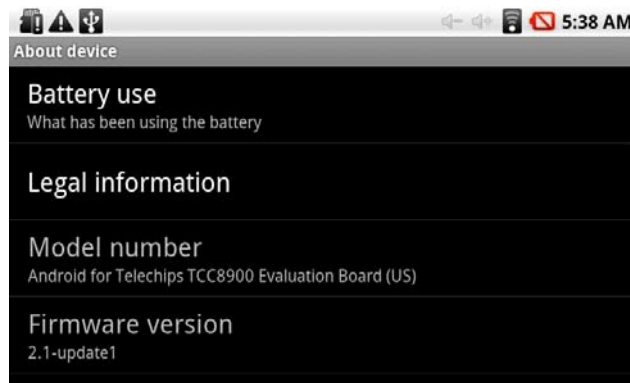 5:38 AM
About device
Battery use
What has been using the battery
Legal information
Model number
Android for Telechips TCC8900 Evaluation Board (US)
Firmware version
2.1-update1